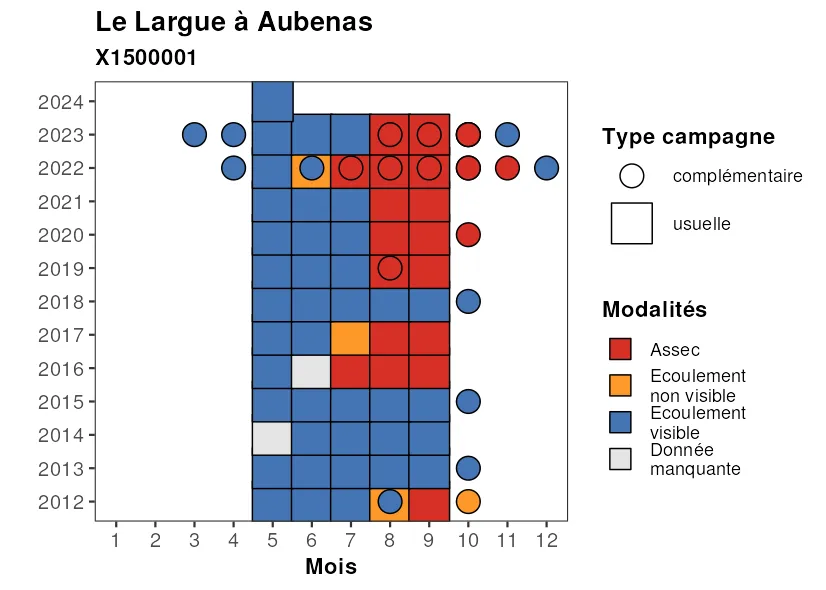 Le Largue à Aubenas
X1500001
2024
2023
2022
2021
2020
2019
2018
2017
2016
2015
2014
2013
2012
1 2 3 4 5 6 7 8 9 10 11 12
Mois
Type campagne
complémentaire
usuelle
Modalités
Assec
Ecoulement
non visible
Ecoulement
visible
Donnée
manquante